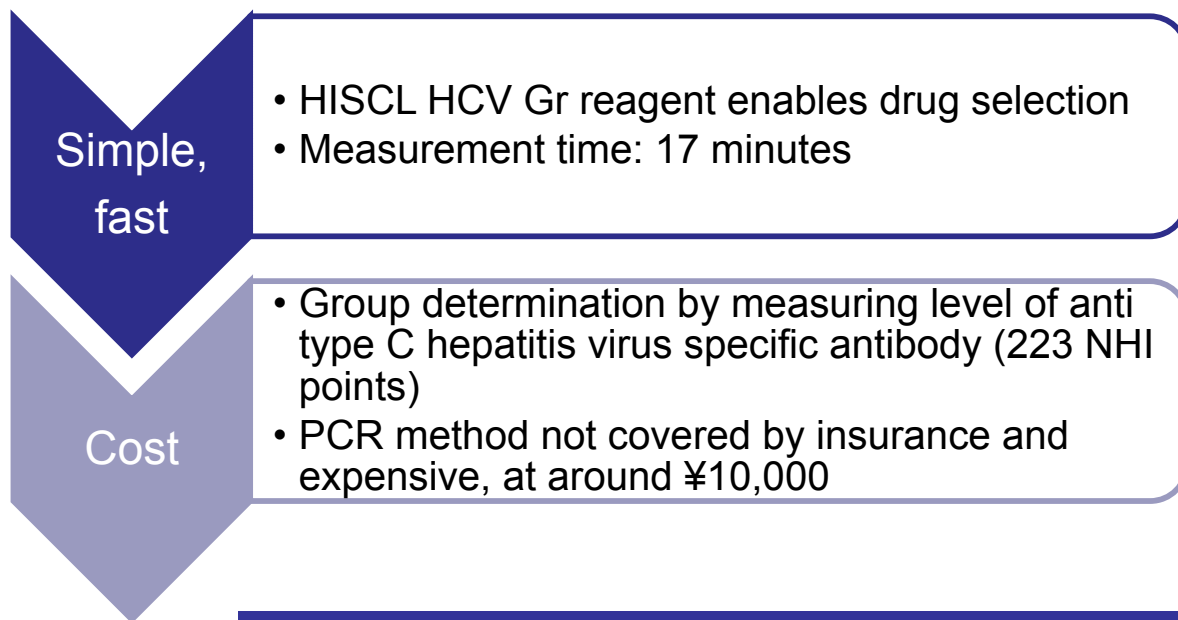 Simple,
fast
• HISCL HCV Gr reagent enables drug selection
• Measurement time: 17 minutes
Cost
• Group determination by measuring level of anti
type C hepatitis virus specific antibody (223 NHI
points)
• PCR method not covered by insurance and
expensive, at around ¥10,000